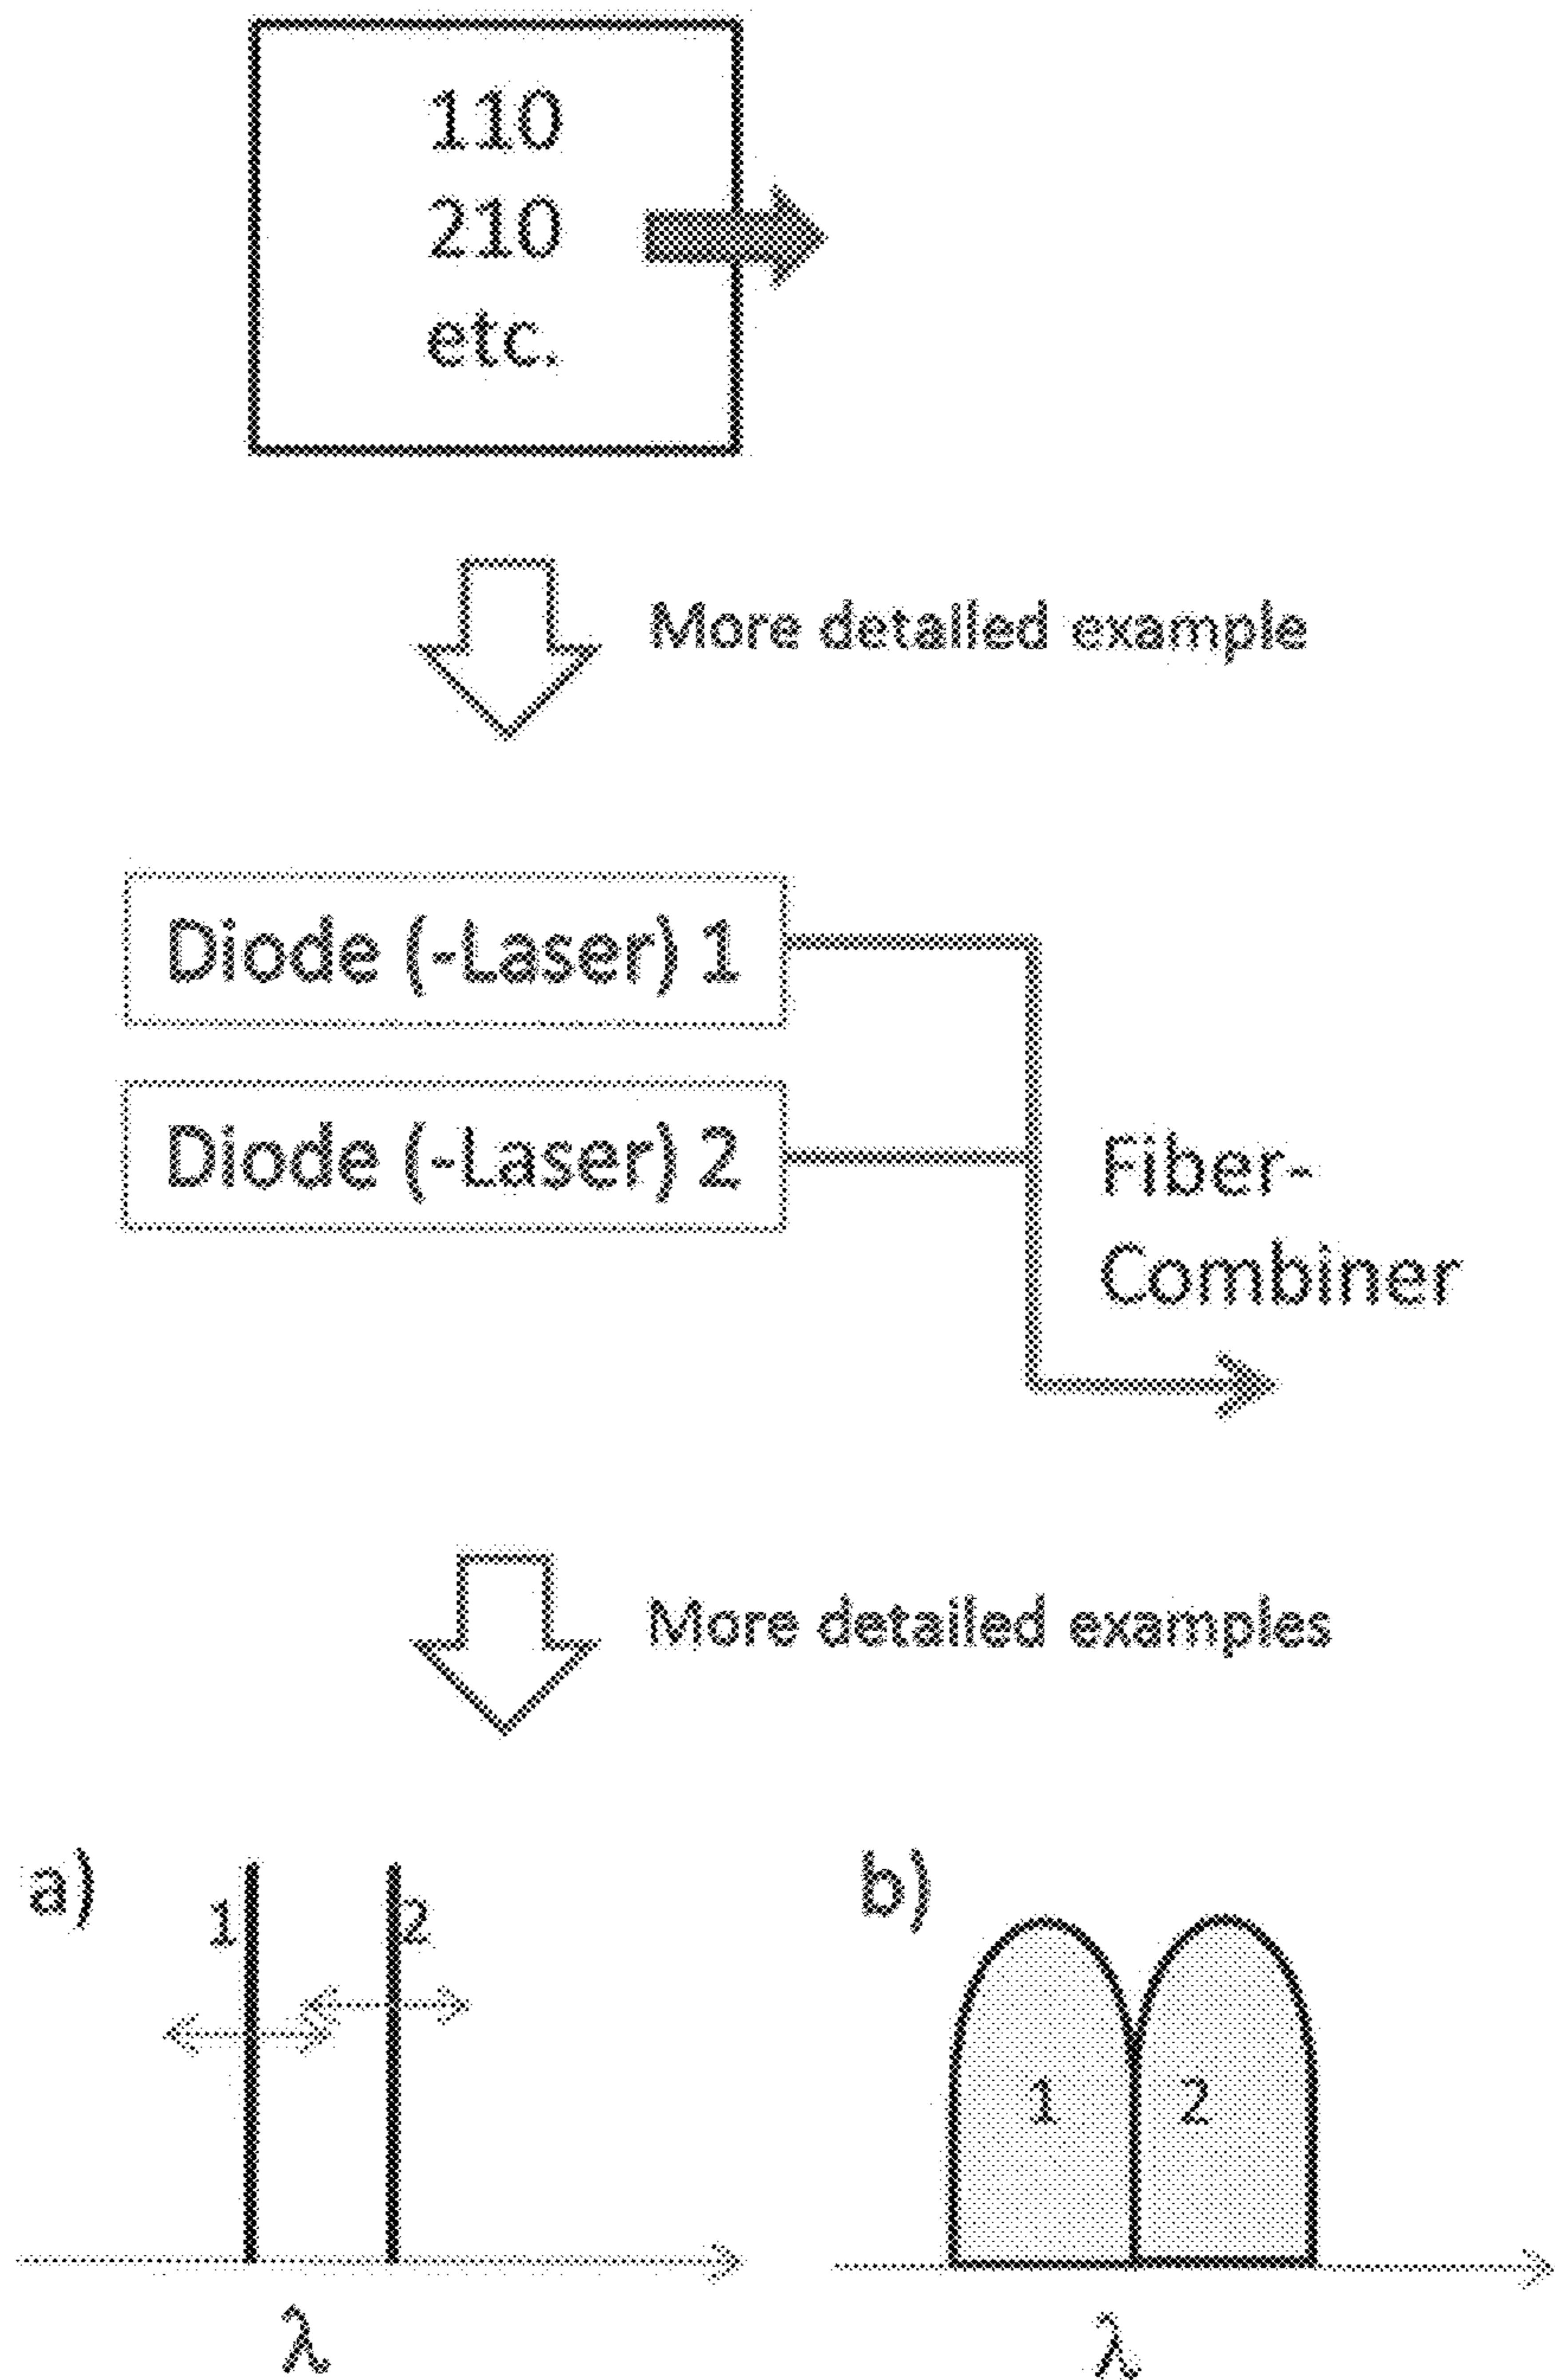 110
210
etc.
More detailed example
Diode (-Laser) 1
Diode (-Laser) 2
Fiber-
Combiner
More detailed examples
a)
1
2
λ
b)
1
2
λ